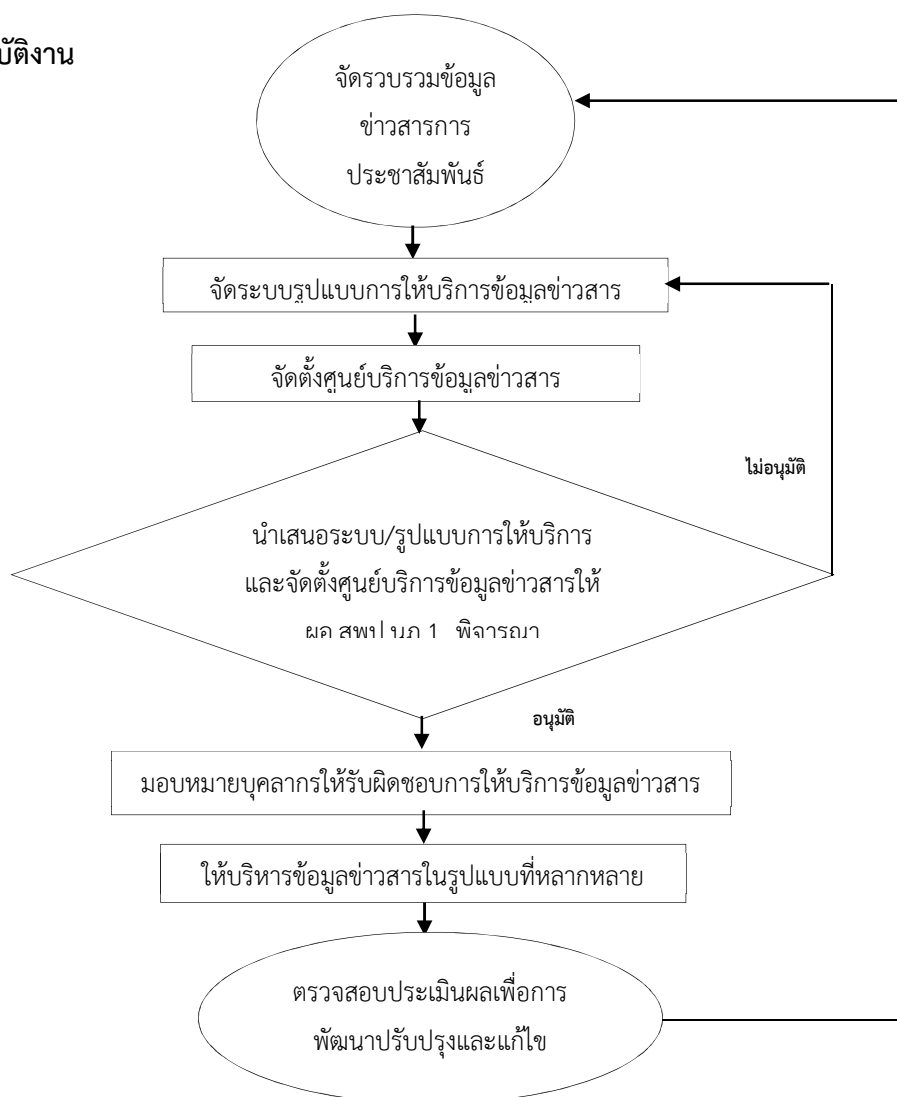 บัติงาน
จัดรวบรวมข้อมูล
ข่าวสารการ
ประชาสัมพันธ์
จัดระบบรูปแบบการให้บริการข้อมูลข่าวสาร
จัดตั้งศูนย์บริการข้อมูลข่าวสาร
ไม่อนุมัติ
นำเสนอระบบ/รูปแบบการให้บริการ
และจัดตั้งศูนย์บริการข้อมูลข่าวสารให้
1 พิจารณา
อนุมัติ
มอบหมายบุคลากรให้รับผิดชอบการให้บริการข้อมูลข่าวสาร
ให้บริหารข้อมูลข่าวสารในรูปแบบที่หลากหลาย
ตรวจสอบประเมินผลเพื่อการ
พัฒนาปรับปรุงและแก้ไข